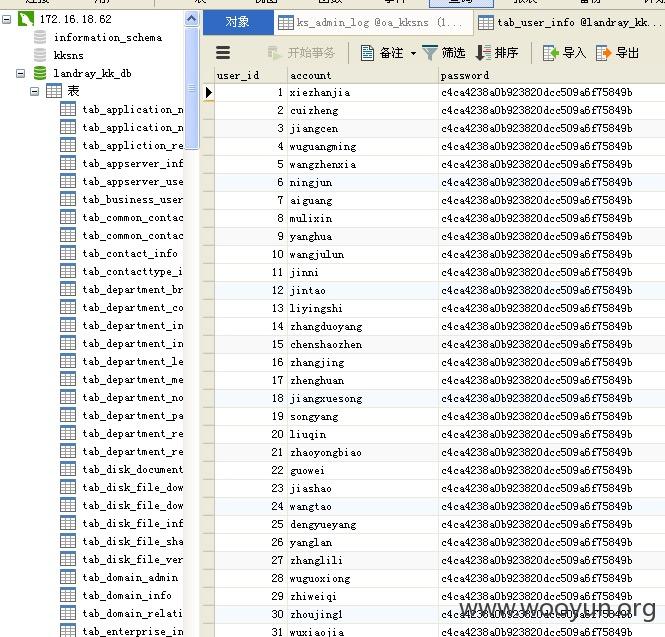 172.16.18.62
information_schema
kksns
landray_kk_db
表
tab_application_n
tab_application_n
tab_appliction_re
tab_appserver_inf
tab_appserver_use
tab_business_user
tab_common_contac
tab_common_contac
tab_contact_info
tab_contacttype_i
tab_department_br
tab_department_co
tab_department_in
tab_department_in
tab_department_le
tab_department_me
tab_department_no
tab_department_pa
tab_department_re
tab_department_re
tab_disk_document
tab_disk_file_dow
tab_disk_file_dow
tab_disk_file_inf
tab_disk_file_sha
tab_disk_file_ver
tab_domain_admin
tab_domain_info
tab_domain_relati
tab_enterprise_in
对象 ks_admin_log @oa_kksns (1... tab_user_info @landray_kk...
开始事务 备注 筛选 排序 导入 导出
user_id account password
1 xiezhanjia c4ca4238a0b923820dcc509a6f75849b
2 cuizheng c4ca4238a0b923820dcc509a6f75849b
3 jiangcen c4ca4238a0b923820dcc509a6f75849b
4 wuguangming c4ca4238a0b923820dcc509a6f75849b
5 wangzhenxia c4ca4238a0b923820dcc509a6f75849b
6 ningjun c4ca4238a0b923820dcc509a6f75849b
7 aiguang c4ca4238a0b923820dcc509a6f75849b
8 mulixin c4ca4238a0b923820dcc509a6f75849b
9 yanghua c4ca4238a0b923820dcc509a6f75849b
10 wangjulun c4ca4238a0b923820dcc509a6f75849b
11 jinni c4ca4238a0b923820dcc509a6f75849b
12 jintao c4ca4238a0b923820dcc509a6f75849b
13 liyingshi c4ca4238a0b923820dcc509a6f75849b
14 zhangduoyang c4ca4238a0b923820dcc509a6f75849b
15 chenshaozhen c4ca4238a0b923820dcc509a6f75849b
16 zhangjing c4ca4238a0b923820dcc509a6f75849b
17 zhenghuan c4ca4238a0b923820dcc509a6f75849b
18 jiangxuesong c4ca4238a0b923820dcc509a6f75849b
19 songyang c4ca4238a0b923820dcc509a6f75849b
20 liuqin c4ca4238a0b923820dcc509a6f75849b
21 zhaoyongbiao c4ca4238a0b923820dcc509a6f75849b
22 guowei c4ca4238a0b923820dcc509a6f75849b
23 jiashao c4ca4238a0b923820dcc509a6f75849b
24 wangtao c4ca4238a0b923820dcc509a6f75849b
25 dengyueyang c4ca4238a0b923820dcc509a6f75849b
26 yanglan c4ca4238a0b923820dcc509a6f75849b
27 zhanglili c4ca4238a0b923820dcc509a6f75849b
28 wuguoxiong c4ca4238a0b923820dcc509a6f75849b
29 zhiweiqi c4ca4238a0b923820dcc509a6f75849b
30 zhoujing1 c4ca4238a0b923820dcc509a6f75849b
31 wuxiaojia c4ca4238a0b923820dcc509a6f75849b
www.wooyun.org